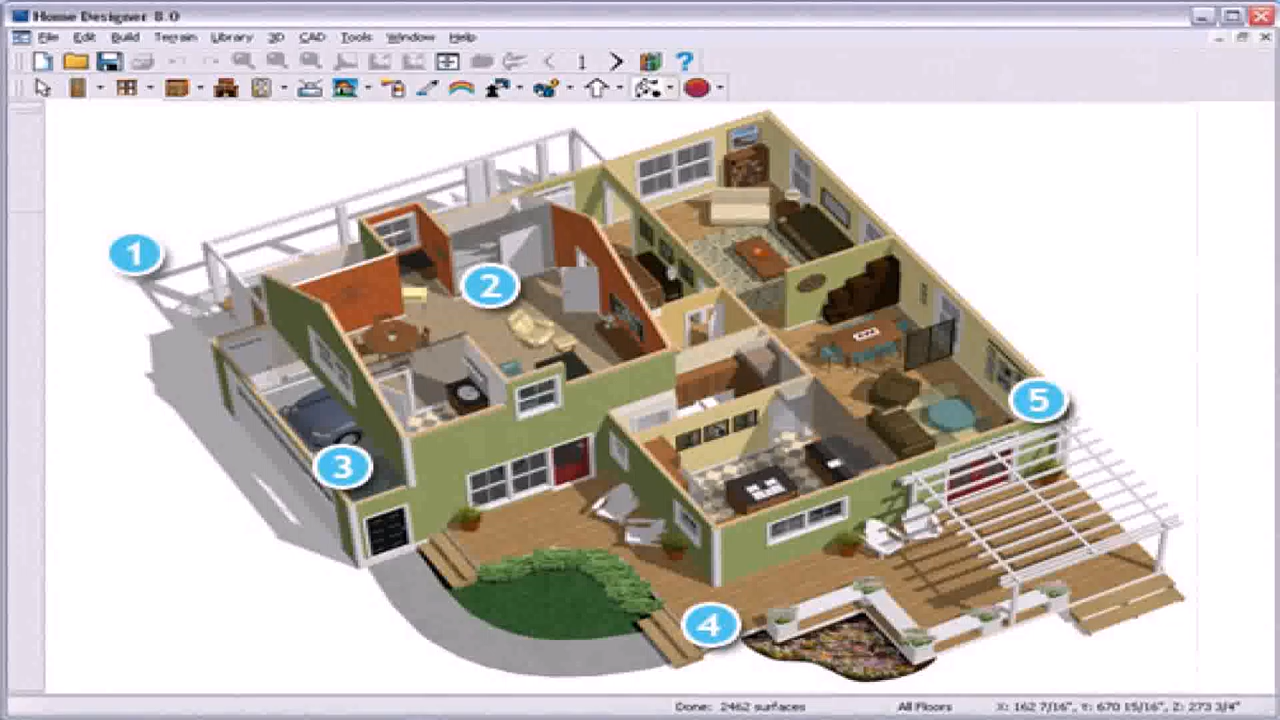 Home Designer 8.0
File Edit Build Terrain Library 3D CAD Tools Window Help
1
?
1
2
3
4
5
Done: 2462 surfaces All Floors X: 162 7/16", Y: 670 15/16", Z: 273 3/4"